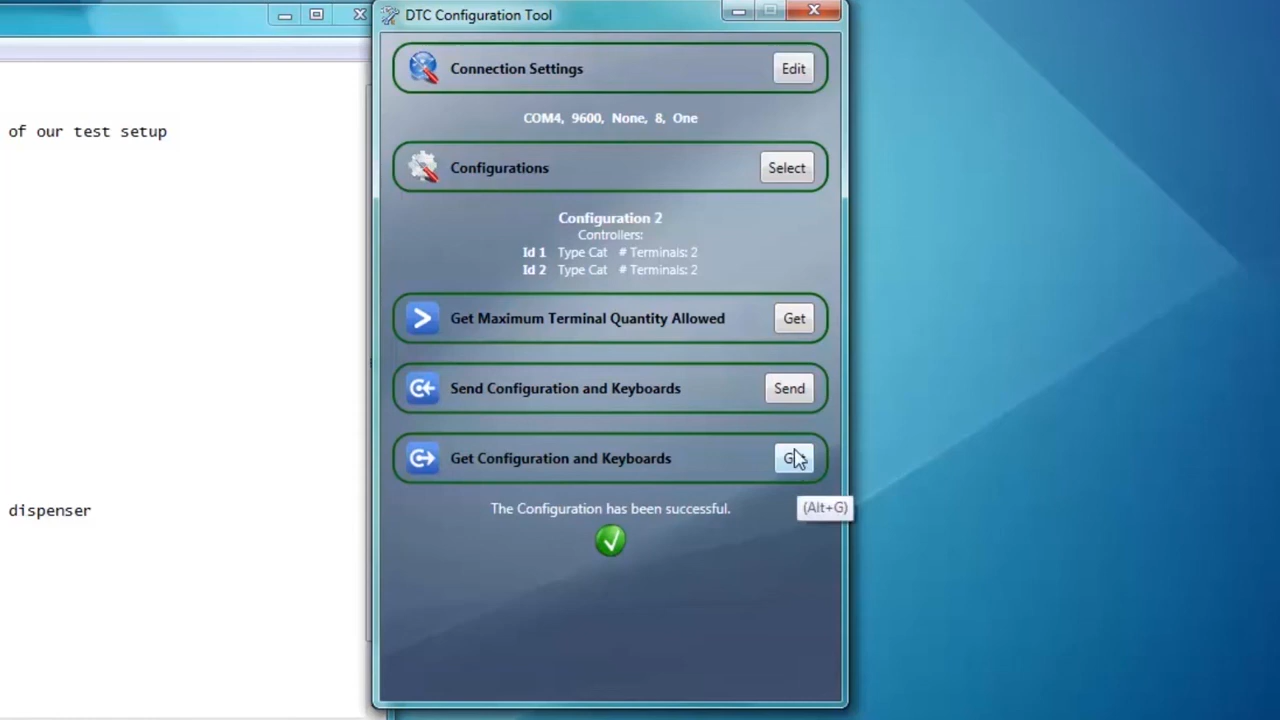 of our test setup
dispenser
DTC Configuration Tool
Connection Settings Edit
COM4, 9600, None, 8, One
Configurations Select
Configuration 2
Controllers:
Id 1 Type Cat # Terminals: 2
Id 2 Type Cat # Terminals: 2
Get Maximum Terminal Quantity Allowed Get
Send Configuration and Keyboards Send
Get Configuration and Keyboards
The Configuration has been successful.
(Alt+G)